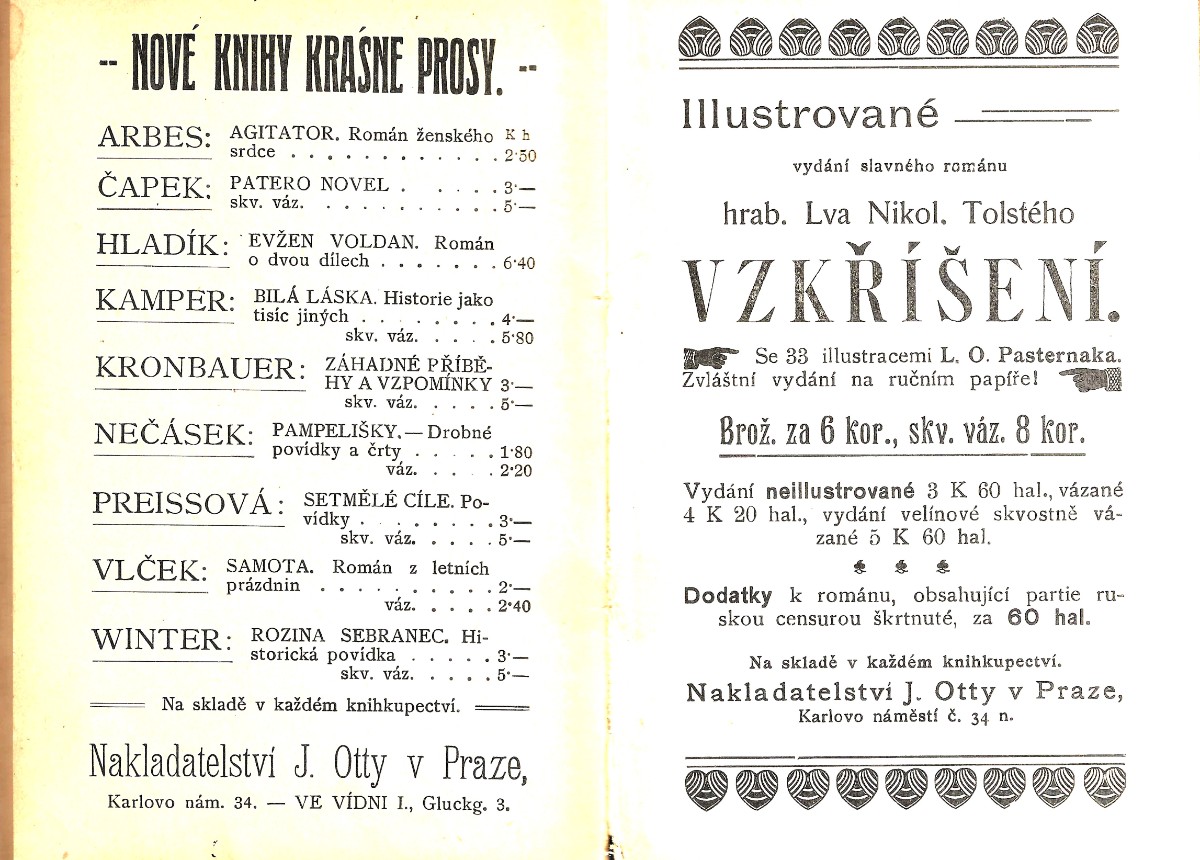 -- NOVÉ KNIHY KRÁSNE PROSY. --
ARBES: AGITATOR. Román ženského K h
srdce . . . . . . . . . . . . 2·50
ČAPEK: PATERO NOVEL . . . . . 3·—
skv. váz. . . . . . . . . . . 5·—
HLADÍK: EVŽEN VOLDAN. Román
o dvou dílech . . . . . . . 6·40
KAMPER: BILÁ LÁSKA. Historie jako
tisíc jiných . . . . . . . . 4·—
skv. váz. . . . . 5·80
KRONBAUER: ZÁHADNÉ PŘÍBĚ-
HY A VZPOMÍNKY 3·—
skv. váz. . . . . 5·—
NEČÁSEK: PAMPELIŠKY. — Drobné
povídky a črty . . . . . 1·80
váz. . . . . 2·20
PREISSOVÁ: SETMĚLÉ CÍLE. Po-
vídky . . . . . . . . 3·—
skv. váz. . . . . 5·—
VLČEK: SAMOTA. Román z letních
prázdnin . . . . . . . . . . 2·—
váz. . . . . 2·40
WINTER: ROZINA SEBRANEC. Hi-
storická povídka . . . . . 3·—
skv. váz. . . . . 5·—
Na skladě v každém knihkupectví.
Nakladatelství J. Otty v Praze,
Karlovo nám. 34. — VE VÍDNI I., Gluckg. 3.
Illustrované
vydání slavného románu
hrab. Lva Nikol. Tolstého
VZKŘÍŠENÍ.
Se 33 illustracemi L. O. Pasternaka.
Zvláštní vydání na ručním papíře!
Brož. za 6 kor., skv. váz. 8 kor.
Vydání neillustrované 3 K 60 hal., vázané
4 K 20 hal., vydání velínové skvostně vá-
zané 5 K 60 hal.
Dodatky k románu, obsahující partie ru-
skou censurou škrtnuté, za 60 hal.
Na skladě v každém knihkupectví.
Nakladatelství J. Otty v Praze,
Karlovo náměstí č. 34 n.